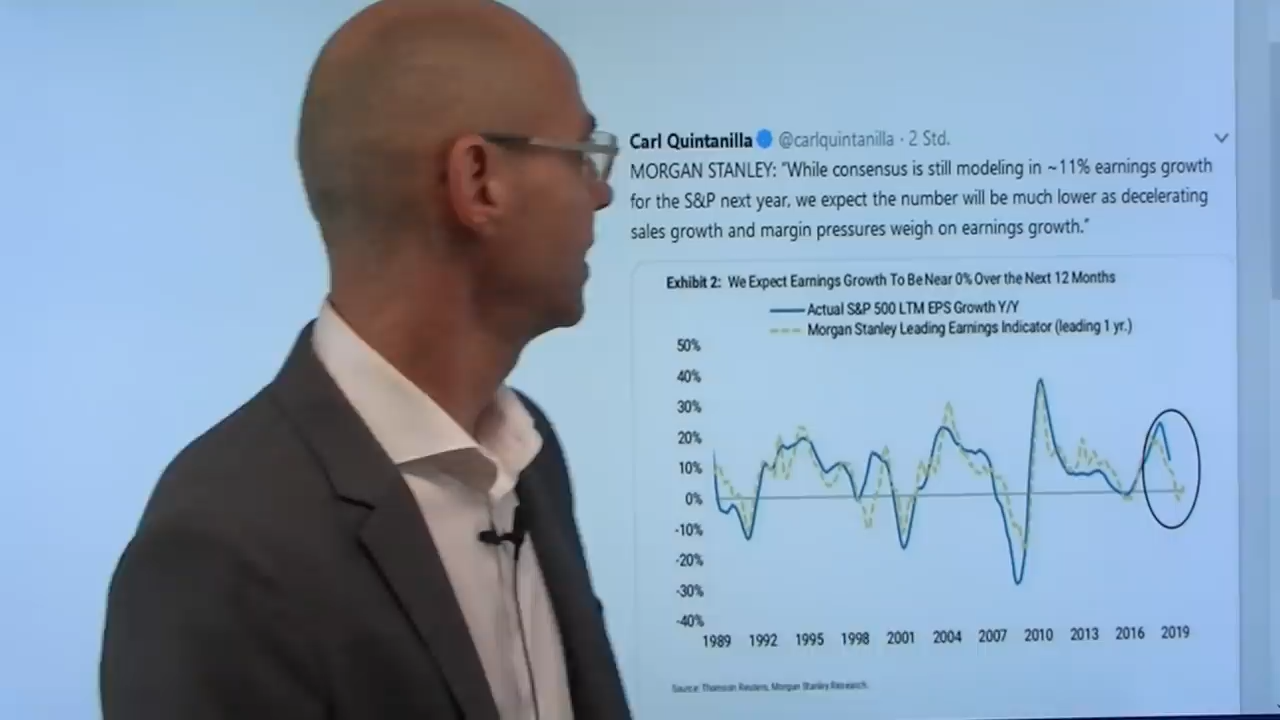 Carl Quintanilla @carlquintanilla · 2 Std.
MORGAN STANLEY: "While consensus is still modeling in ~11% earnings growth
for the S&P next year, we expect the number will be much lower as decelerating
sales growth and margin pressures weigh on earnings growth."
Exhibit 2: We Expect Earnings Growth To Be Near 0% Over the Next 12 Months
Actual S&P 500 LTM EPS Growth Y/Y
Morgan Stanley Leading Earnings Indicator (leading 1 yr.)
50%
40%
30%
20%
10%
0%
-10%
-20%
-30%
-40%
1989 1992 1995 1998 2001 2004 2007 2010 2013 2016 2019
Source: Thomson Reuters, Morgan Stanley Research.